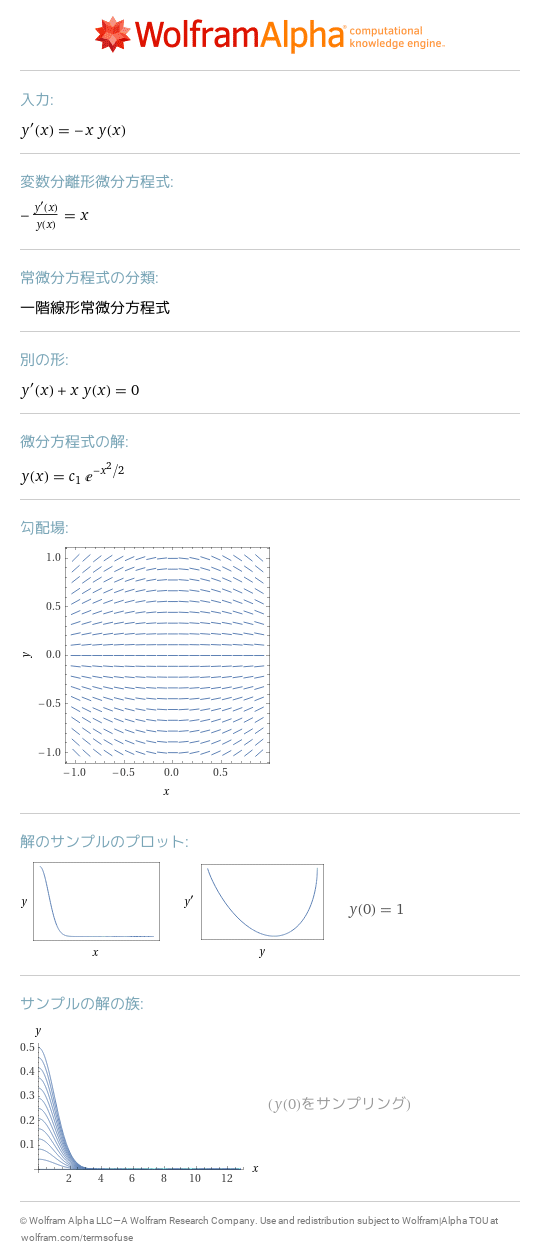 WolframAlpha computational
knowledge engine™
入力:
y′(x) = −x y(x)
変数分離形微分方程式:
− y′(x)/y(x) = x
常微分方程式の分類:
一階線形常微分方程式
別の形:
y′(x) + x y(x) = 0
微分方程式の解:
y(x) = c₁ e^(−x²/2)
勾配場:
1.0
0.5
y 0.0
−0.5
−1.0
−1.0 −0.5 0.0 0.5
x
解のサンプルのプロット:
y y′ y(0) = 1
x y
サンプルの解の族:
y
0.5
0.4
0.3
(y(0)をサンプリング)
0.2
0.1
x
2 4 6 8 10 12
© Wolfram Alpha LLC—A Wolfram Research Company. Use and redistribution subject to Wolfram|Alpha TOU at
wolfram.com/termsofuse